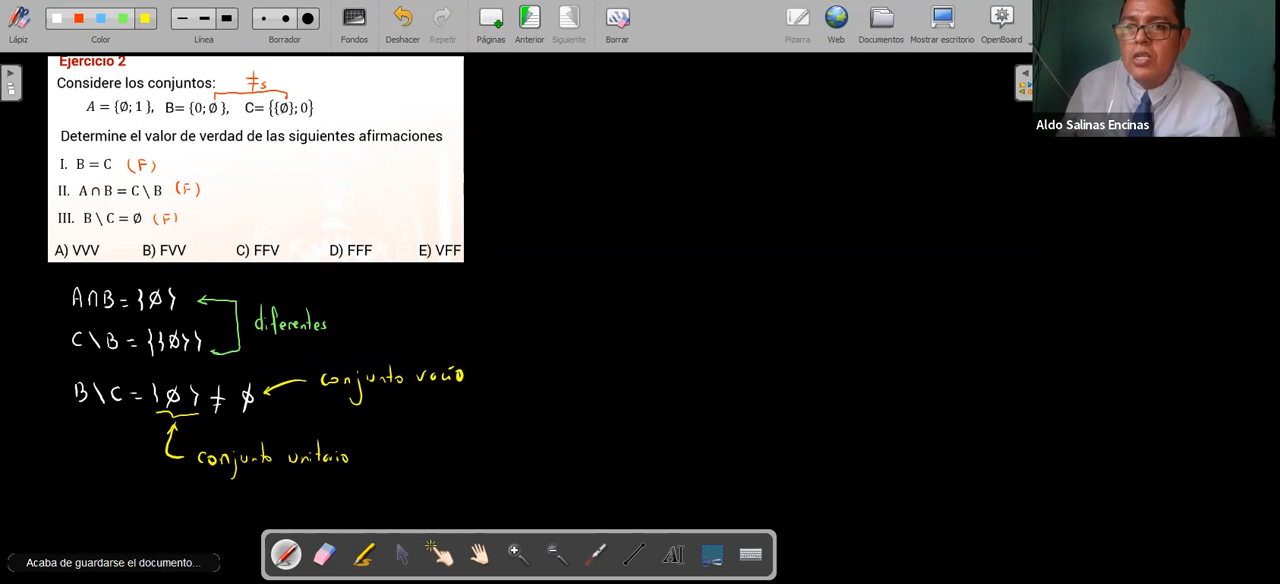 Lápiz
Color
Línea
Borrador
Fondos
Deshacer
Repetir
Páginas
Anterior
Siguiente
Borrar
Pizarra
Web
Documentos
Mostrar escritorio
OpenBoard
Aldo Salinas Encinas
Ejercicio 2
Considere los conjuntos: ≠s
A = {∅; 1 }, B= {0; ∅ }, C= {{∅}; 0}
Determine el valor de verdad de las siguientes afirmaciones
I. B = C (F)
II. A ∩ B = C \ B (F)
III. B \ C = ∅ (F)
A) VVV B) FVV C) FFV D) FFF E) VFF
A∩B = {∅}
diferentes
C\B = {{∅}}
B\C = {∅} ≠ ∅ conjunto vacío
conjunto unitario
Acaba de guardarse el documento...
AI